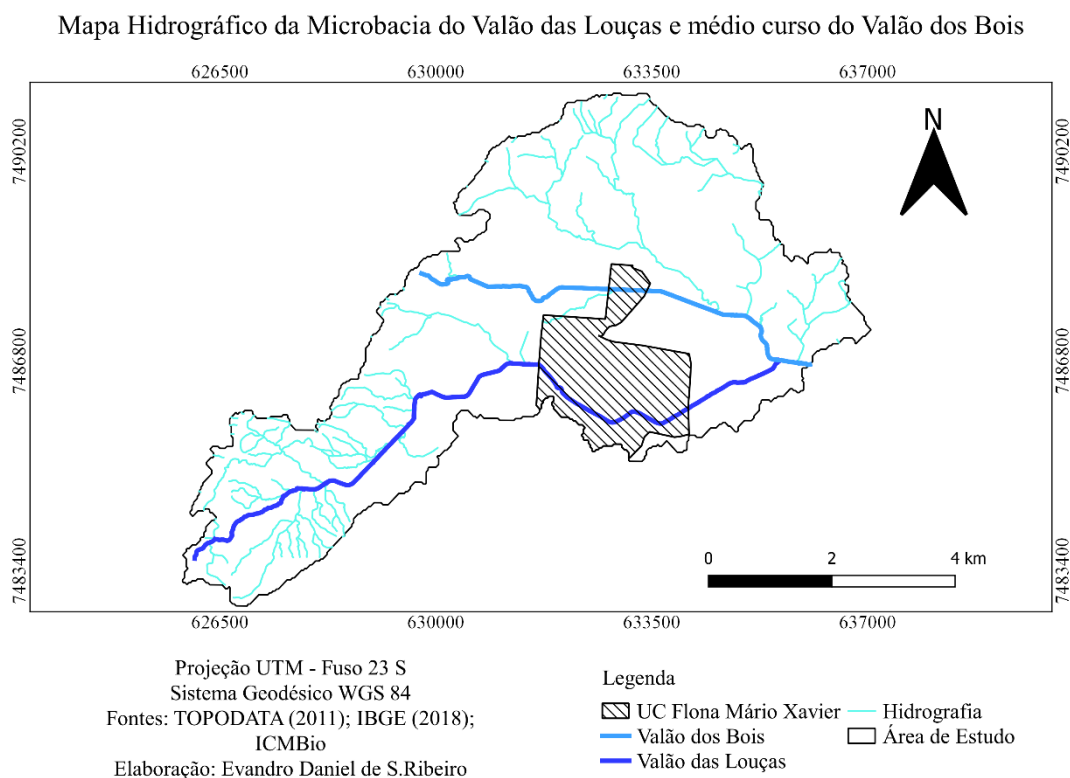 Mapa Hidrográfico da Microbacia do Valão das Louças e médio curso do Valão dos Bois
626500 630000 633500 637000
N
7490200 7490200
7486800 7486800
7483400 7483400
0 2 4 km
626500 630000 633500 637000
Projeção UTM - Fuso 23 S
Sistema Geodésico WGS 84
Fontes: TOPODATA (2011); IBGE (2018);
ICMBio
Elaboração: Evandro Daniel de S.Ribeiro
Legenda
UC Flona Mário Xavier Hidrografia
Valão dos Bois Área de Estudo
Valão das Louças